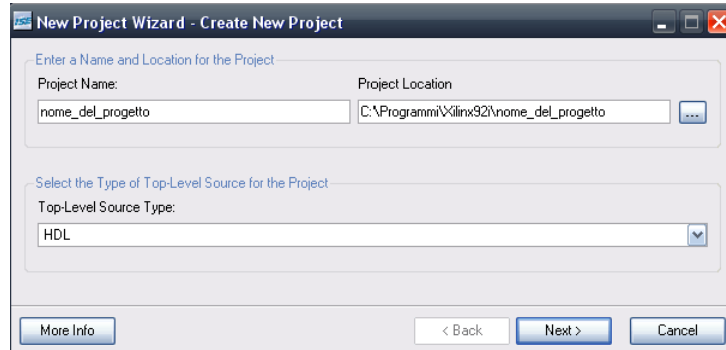 ISE New Project Wizard - Create New Project
Enter a Name and Location for the Project
Project Name: Project Location
nome_del_progetto C:\Programmi\Xilinx92i\nome_del_progetto ...
Select the Type of Top-Level Source for the Project
Top-Level Source Type:
HDL
More Info < Back Next > Cancel